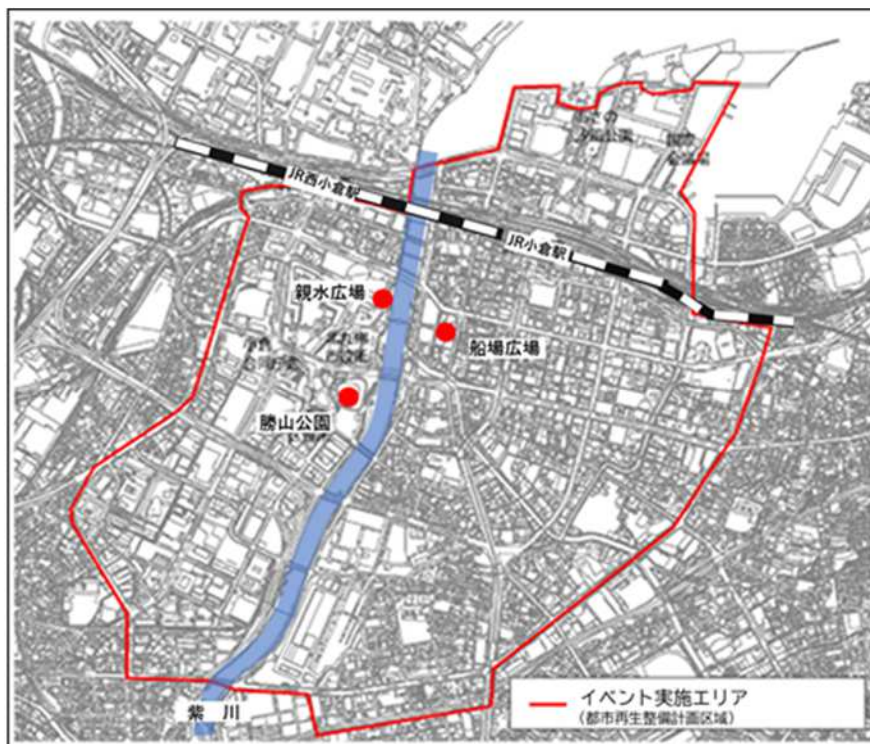 JR西小倉駅
JR小倉駅
親水広場
船場広場
勝山公園
紫 川
イベント実施エリア
（都市再生整備計画区域）